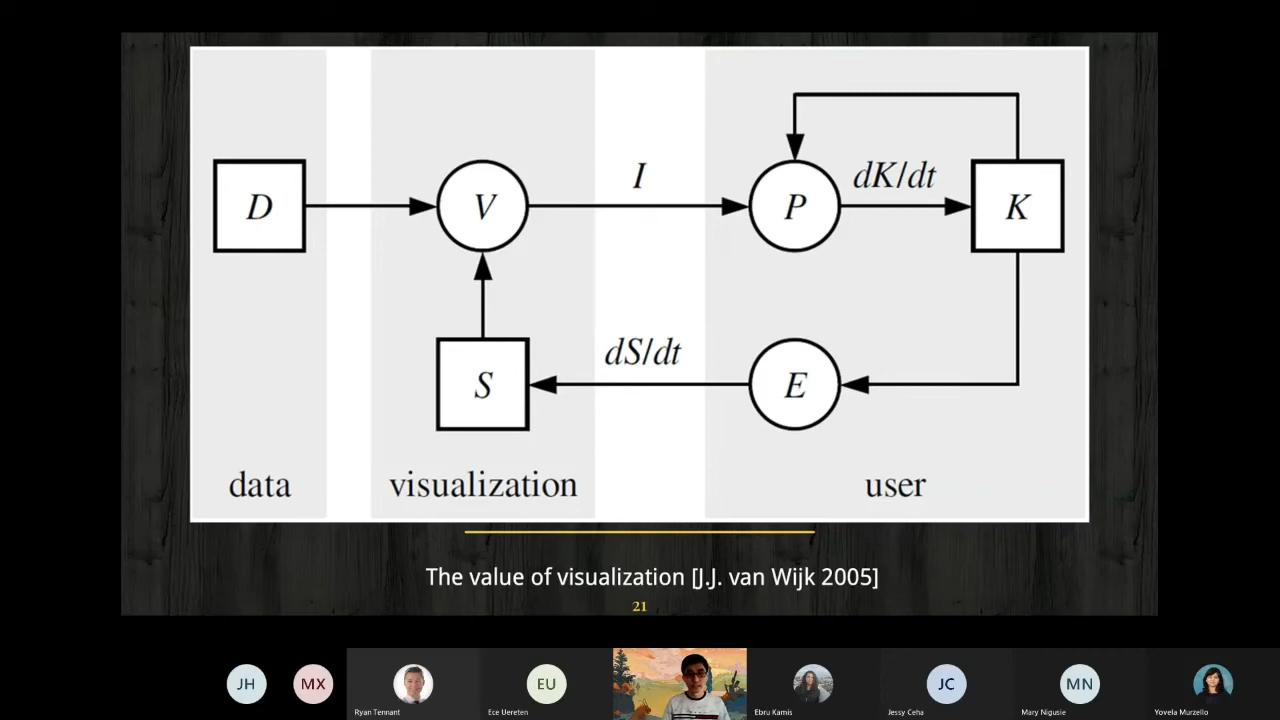 I
dK/dt
D
V
P
K
dS/dt
S
E
data
visualization
user
The value of visualization [J.J. van Wijk 2005]
21
JH
MX
EU
JC
MN
Ryan Tennant
Ece Uereten
Ebru Kamis
Jessy Ceha
Mary Nigusie
Yovela Murzello